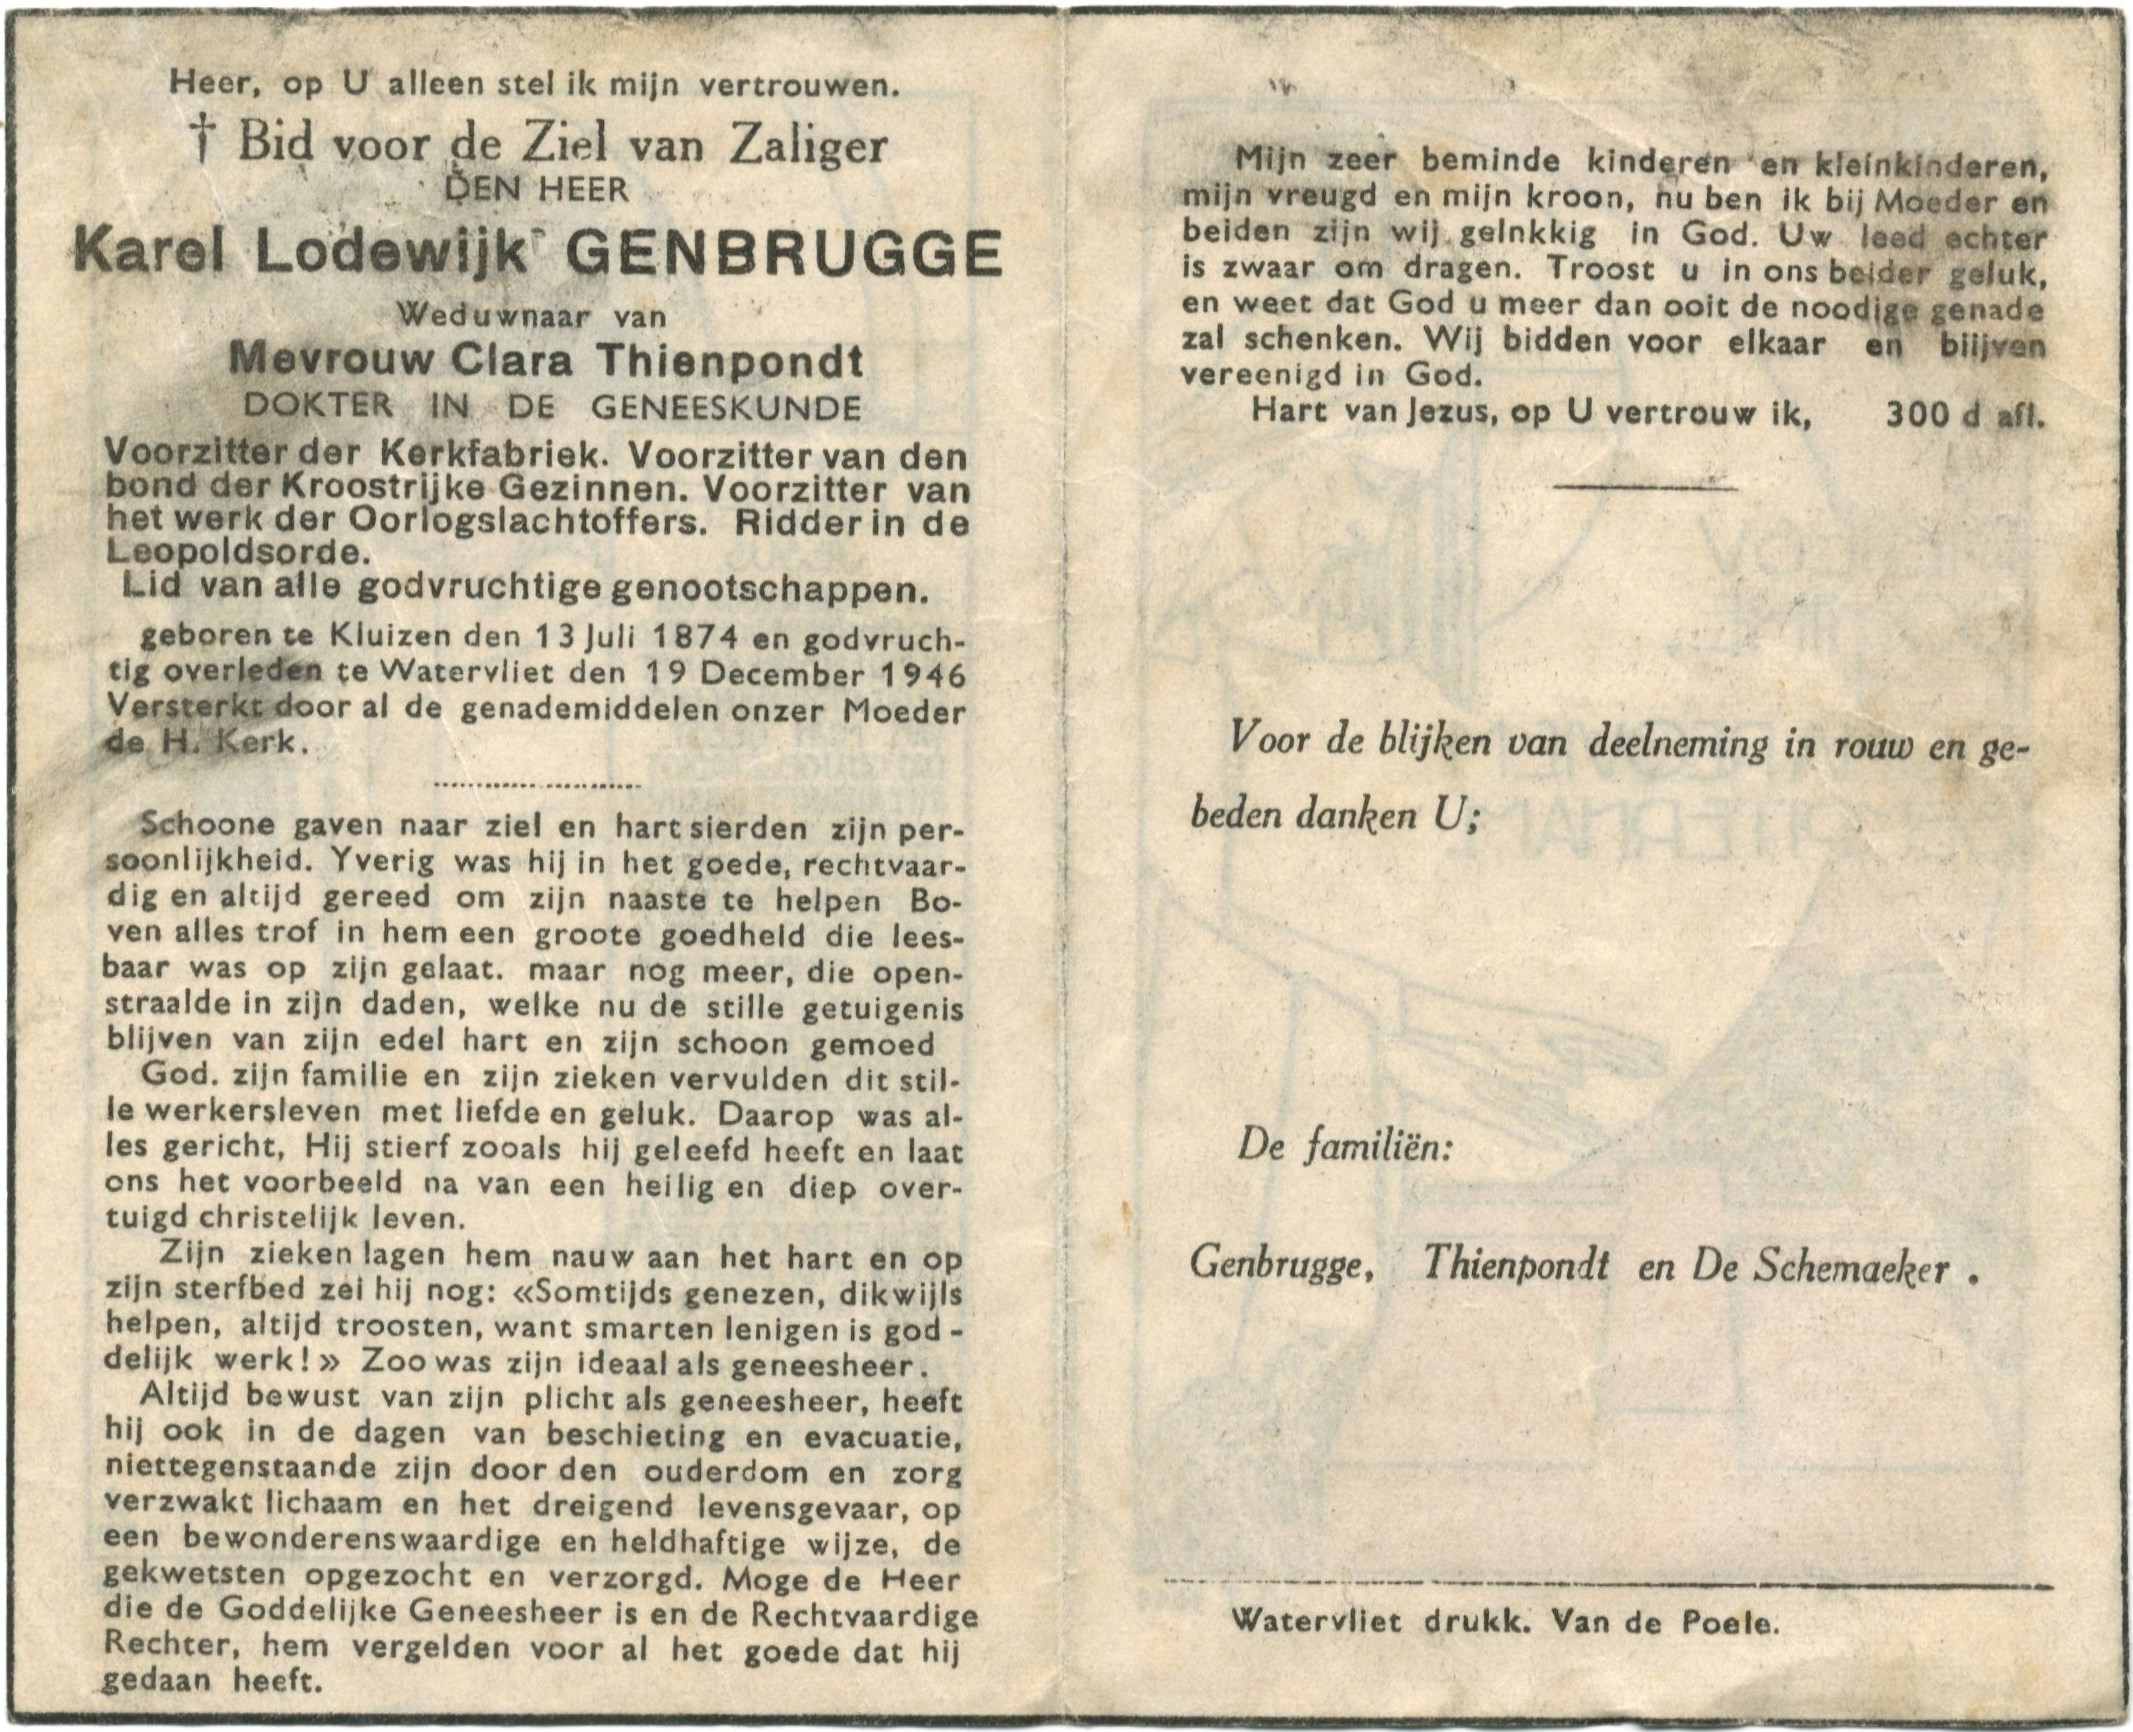 Heer, op U alleen stel ik mijn vertrouwen.
† Bid voor de Ziel van Zaliger
DEN HEER
Karel Lodewijk GENBRUGGE
Weduwnaar van
Mevrouw Clara Thienpondt
DOKTER IN DE GENEESKUNDE
Voorzitter der Kerkfabriek. Voorzitter van den
bond der Kroostrijke Gezinnen. Voorzitter van
het werk der Oorlogslachtoffers. Ridder in de
Leopoldsorde.
Lid van alle godvruchtige genootschappen.
geboren te Kluizen den 13 Juli 1874 en godvruch-
tig overleden te Watervliet den 19 December 1946
Versterkt door al de genademiddelen onzer Moeder
de H. Kerk.
Schoone gaven naar ziel en hart sierden zijn per-
soonlijkheid. Yverig was hij in het goede, rechtvaar-
dig en altijd gereed om zijn naaste te helpen Bo-
ven alles trof in hem een groote goedheld die lees-
baar was op zijn gelaat. maar nog meer, die open-
straalde in zijn daden, welke nu de stille getuigenis
blijven van zijn edel hart en zijn schoon gemoed
God. zijn familie en zijn zieken vervulden dit stil-
le werkersleven met liefde en geluk. Daarop was al-
les gericht, Hij stierf zooals hij geleefd heeft en laat
ons het voorbeeld na van een heilig en diep over-
tuigd christelijk leven.
Zijn zieken lagen hem nauw aan het hart en op
zijn sterfbed zei hij nog: «Somtijds genezen, dikwijls
helpen, altijd troosten, want smarten lenigen is god-
delijk werk!» Zoo was zijn ideaal als geneesheer.
Altijd bewust van zijn plicht als geneesheer, heeft
hij ook in de dagen van beschieting en evacuatie,
niettegenstaande zijn door den ouderdom en zorg
verzwakt lichaam en het dreigend levensgevaar, op
een bewonderenswaardige en heldhaftige wijze, de
gekwetsten opgezocht en verzorgd. Moge de Heer
die de Goddelijke Geneesheer is en de Rechtvaardige
Rechter, hem vergelden voor al het goede dat hij
gedaan heeft.
Mijn zeer beminde kinderen en kleinkinderen,
mijn vreugd en mijn kroon, nu ben ik bij Moeder en
beiden zijn wij gelnkkig in God. Uw leed echter
is zwaar om dragen. Troost u in ons beider geluk,
en weet dat God u meer dan ooit de noodige genade
zal schenken. Wij bidden voor elkaar en blijven
vereenigd in God.
Hart van Jezus, op U vertrouw ik, 300 d afl.
Voor de blijken van deelneming in rouw en ge-
beden danken U;
De familiën:
Genbrugge, Thienpondt en De Schemaeker .
Watervliet drukk. Van de Poele.